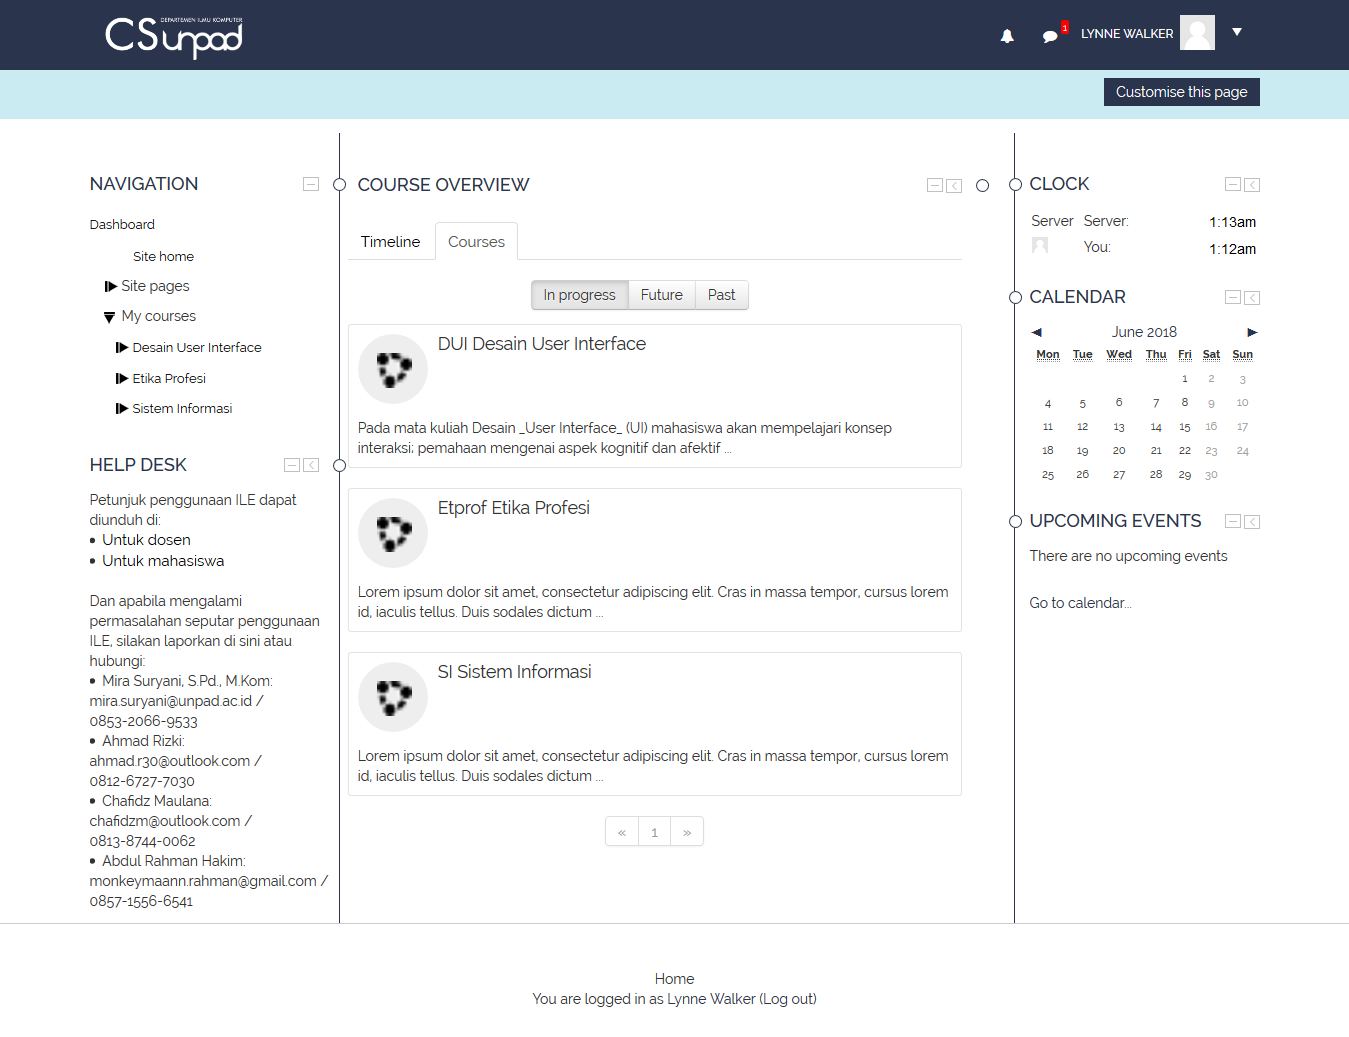 DEPARTEMEN ILMU KOMPUTER
CSunpad
1
LYNNE WALKER
Customise this page
NAVIGATION
Dashboard
Site home
Site pages
My courses
Desain User Interface
Etika Profesi
Sistem Informasi
HELP DESK
Petunjuk penggunaan ILE dapat
diunduh di:
• Untuk dosen
• Untuk mahasiswa
Dan apabila mengalami
permasalahan seputar penggunaan
ILE, silakan laporkan di sini atau
hubungi:
• Mira Suryani, S.Pd., M.Kom:
mira.suryani@unpad.ac.id /
0853-2066-9533
• Ahmad Rizki:
ahmad.r30@outlook.com /
0812-6727-7030
• Chafidz Maulana:
chafidzm@outlook.com /
0813-8744-0062
• Abdul Rahman Hakim:
monkeymaann.rahman@gmail.com /
0857-1556-6541
COURSE OVERVIEW
Timeline Courses
In progress Future Past
DUI Desain User Interface
Pada mata kuliah Desain _User Interface_ (UI) mahasiswa akan mempelajari konsep
interaksi; pemahaan mengenai aspek kognitif dan afektif ...
Etprof Etika Profesi
Lorem ipsum dolor sit amet, consectetur adipiscing elit. Cras in massa tempor, cursus lorem
id, iaculis tellus. Duis sodales dictum ...
SI Sistem Informasi
Lorem ipsum dolor sit amet, consectetur adipiscing elit. Cras in massa tempor, cursus lorem
id, iaculis tellus. Duis sodales dictum ...
« 1 »
CLOCK
Server Server: 1:13am
You: 1:12am
CALENDAR
June 2018
Mon Tue Wed Thu Fri Sat Sun
1 2 3
4 5 6 7 8 9 10
11 12 13 14 15 16 17
18 19 20 21 22 23 24
25 26 27 28 29 30
UPCOMING EVENTS
There are no upcoming events
Go to calendar...
Home
You are logged in as Lynne Walker (Log out)